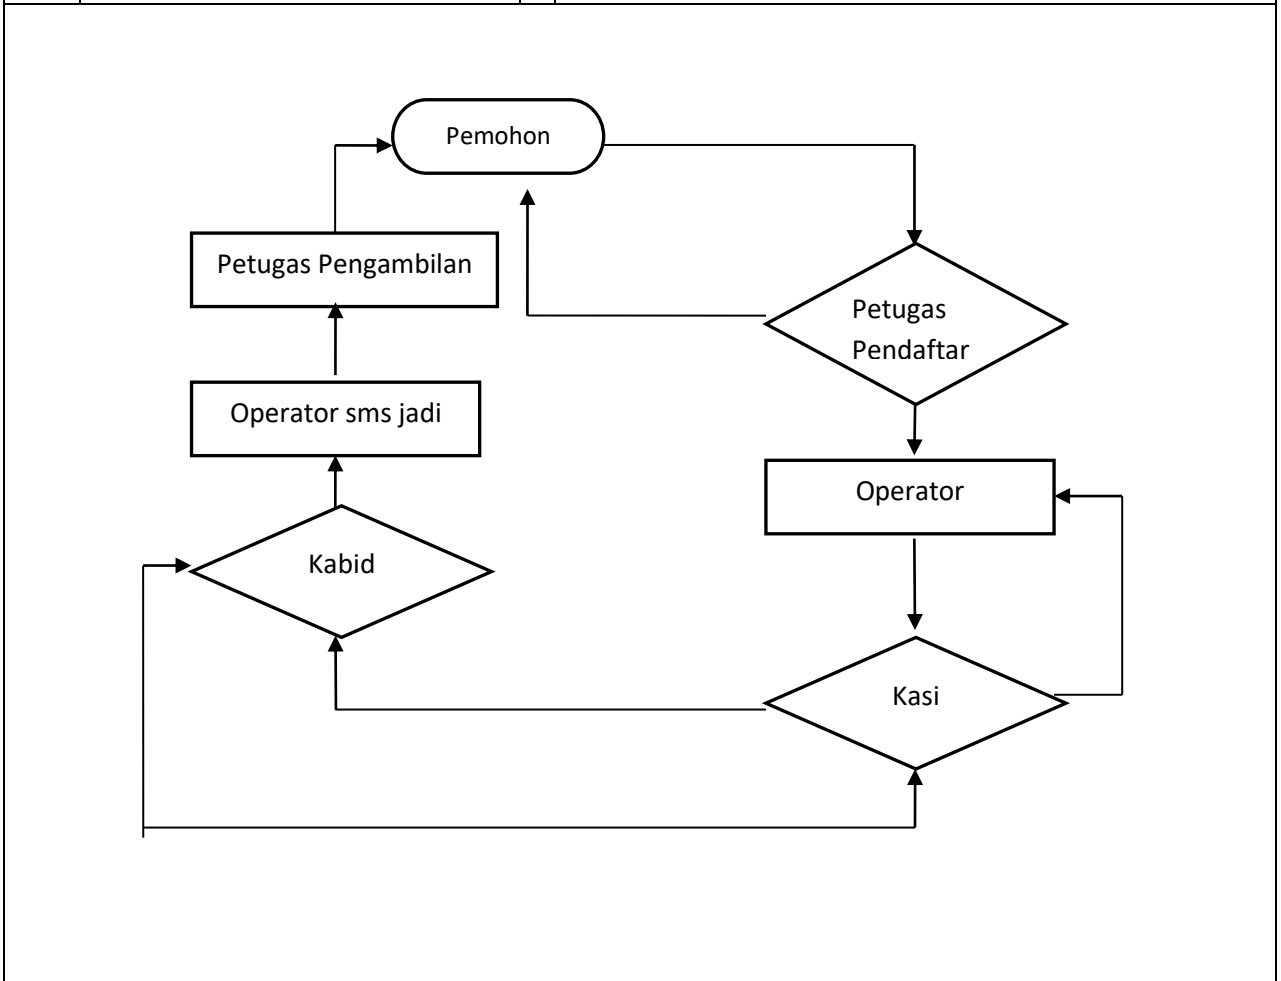 Pemohon
Petugas Pengambilan
Petugas
Pendaftar
Operator sms jadi
Operator
Kabid
Kasi